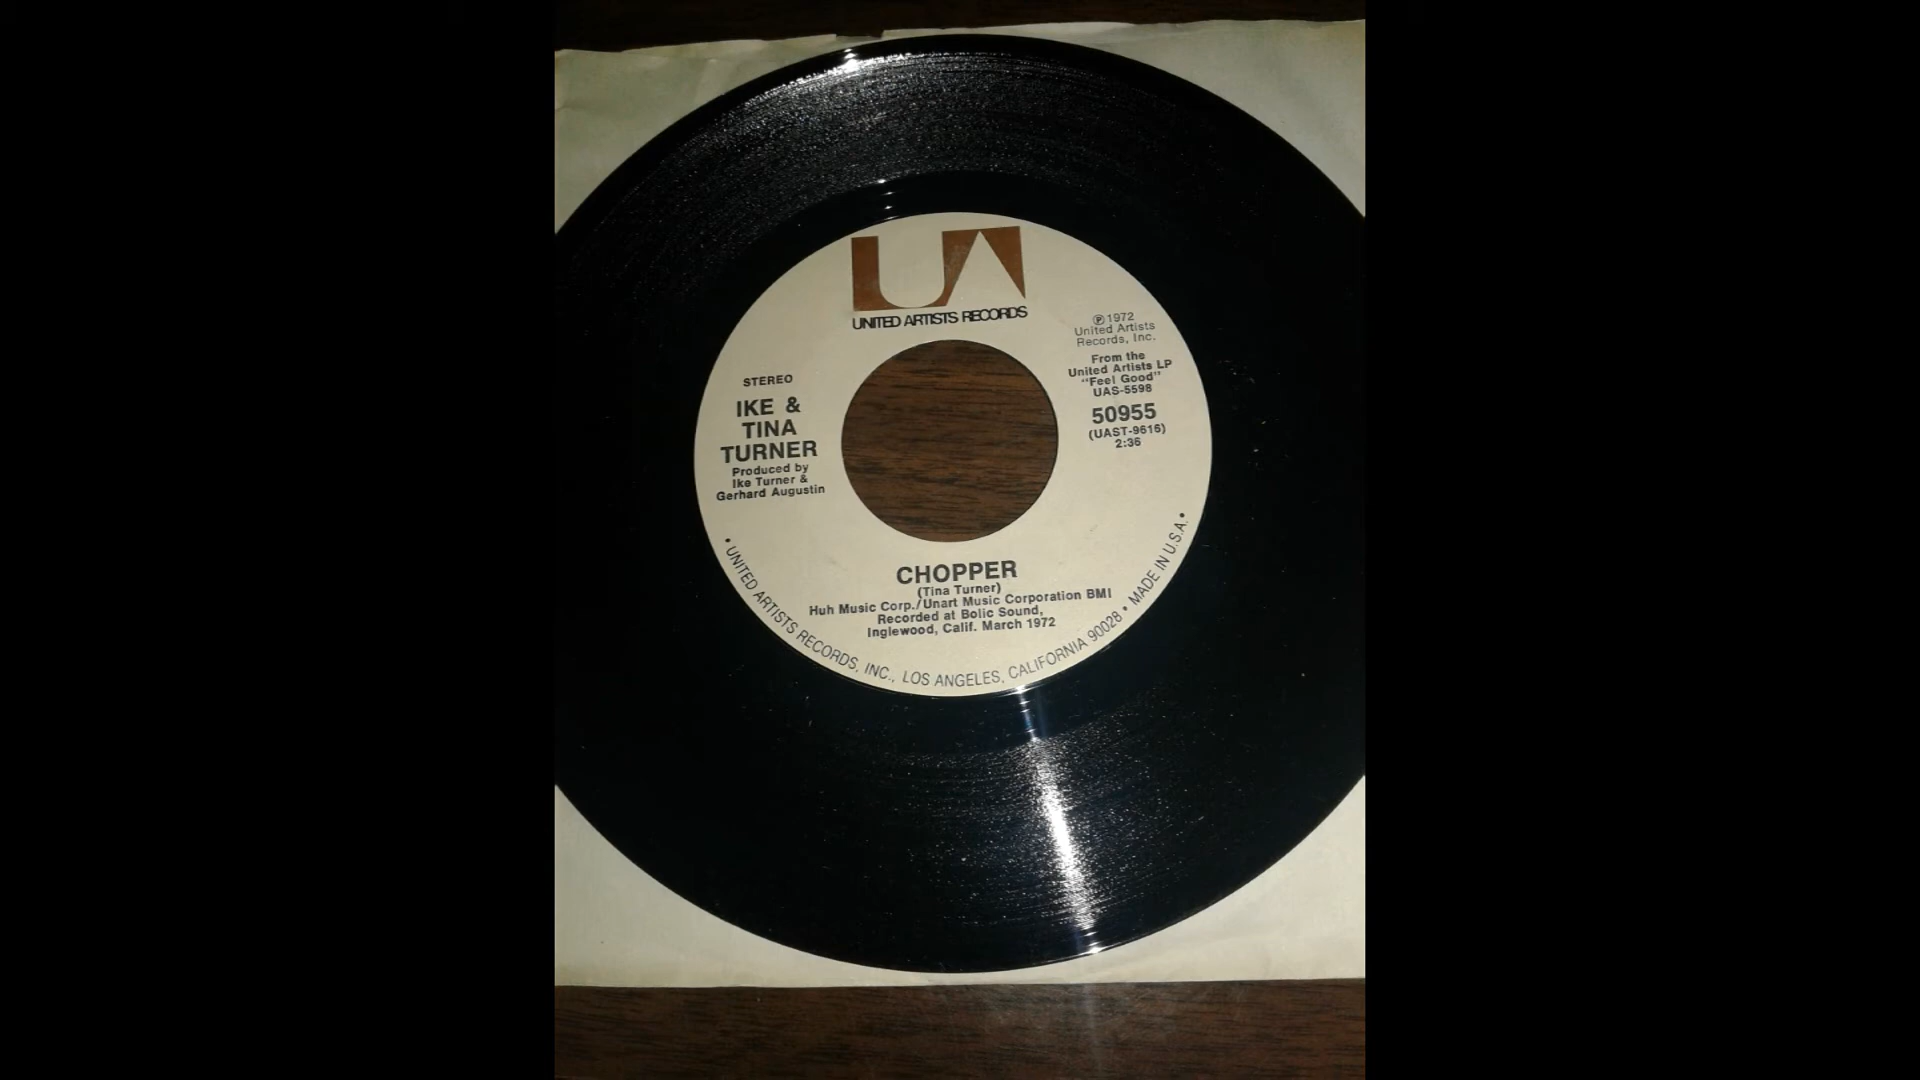 UA
UNITED ARTISTS RECORDS
℗ 1972
United Artists
Records, Inc.
From the
United Artists LP
"Feel Good"
UAS-5598
50955
(UAST-9616)
2:36
STEREO
IKE &
TINA
TURNER
Produced by
Ike Turner &
Gerhard Augustin
CHOPPER
(Tina Turner)
Huh Music Corp./Unart Music Corporation BMI
Recorded at Bolic Sound,
Inglewood, Calif. March 1972
• UNITED ARTISTS RECORDS, INC., LOS ANGELES, CALIFORNIA 90028 • MADE IN U.S.A. •